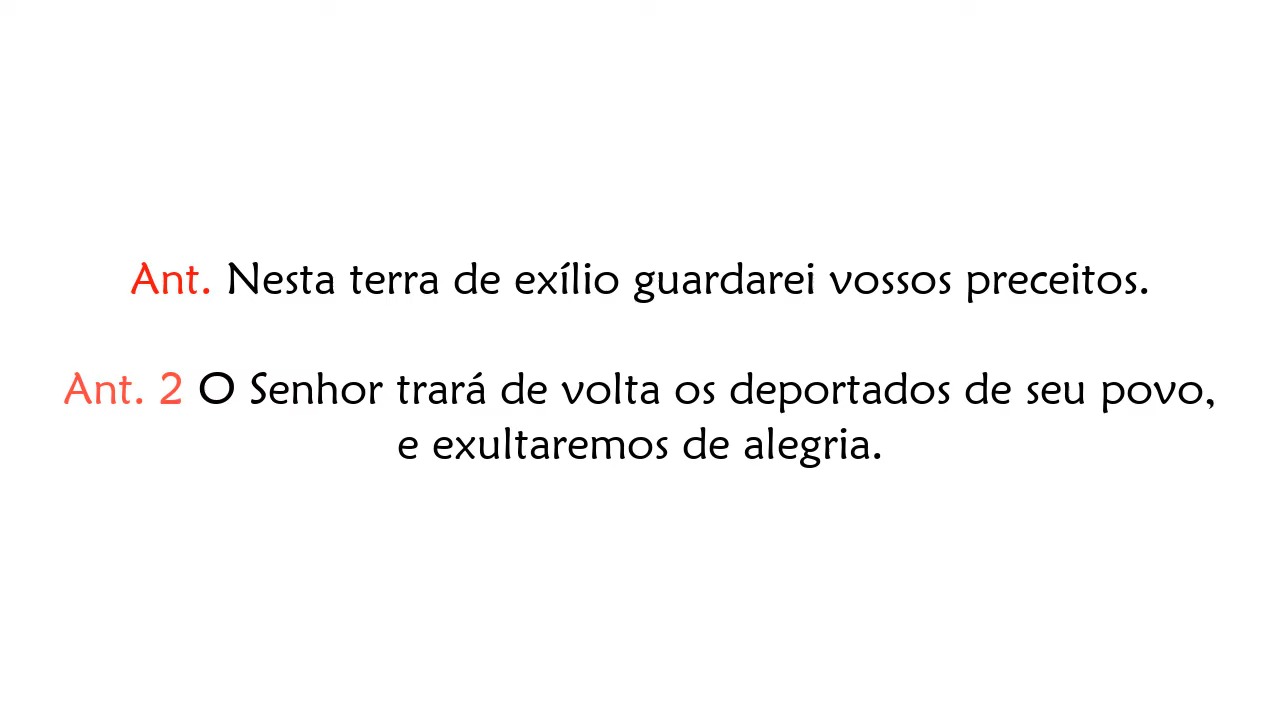 Ant. Nesta terra de exílio guardarei vossos preceitos.
Ant. 2 O Senhor trará de volta os deportados de seu povo,
e exultaremos de alegria.